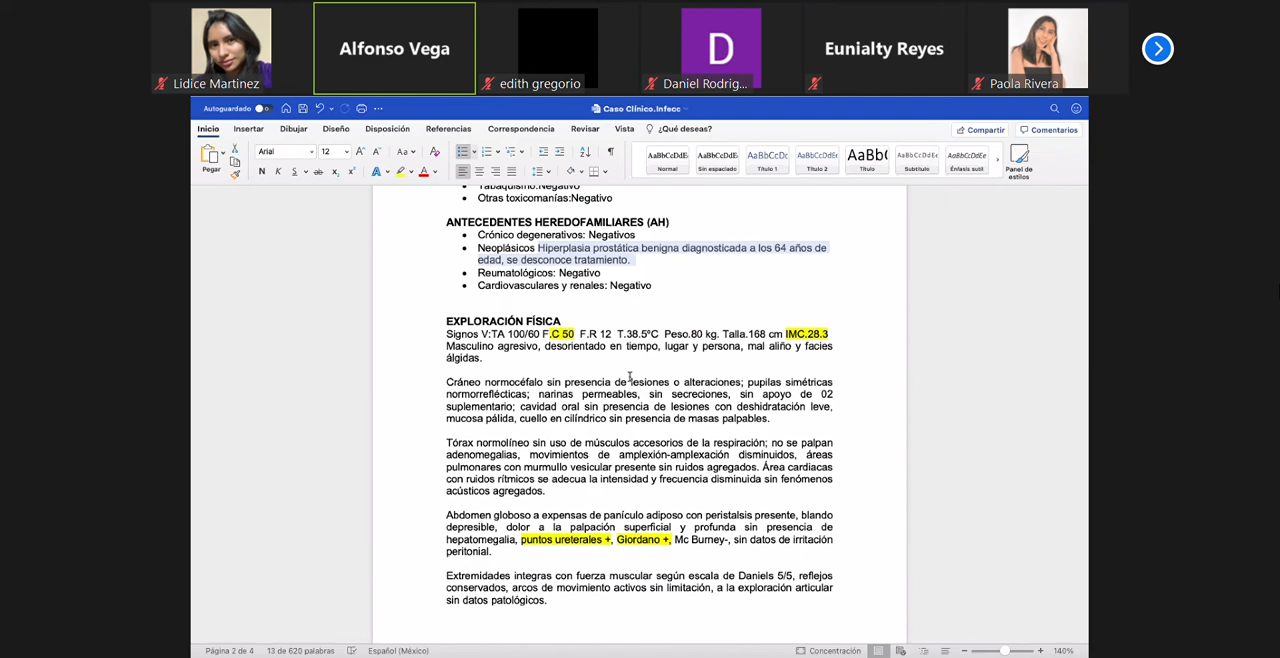 Alfonso Vega
D
Eunialty Reyes
Lidice Martinez
edith gregorio
Daniel Rodrig...
Paola Rivera
Autoguardado
Caso Clínico.Infecc
Inicio
Insertar
Dibujar
Diseño
Disposición
Referencias
Correspondencia
Revisar
Vista
¿Qué deseas?
Compartir
Comentarios
Pegar
Arial
12
AaBbCcDdE
Normal
AaBbCcDdE
Sin espaciado
AaBbCcDc
Título 1
AaBbCcDdE
Título 2
AaBb(
Título
AaBbCcDdE
Subtítulo
AaBbCcDdE
Énfasis sutil
Panel de
estilos
Tabaquismo:Negativo
Otras toxicomanías:Negativo
ANTECEDENTES HEREDOFAMILIARES (AH)
Crónico degenerativos: Negativos
Neoplásicos Hiperplasia prostática benigna diagnosticada a los 64 años de
edad, se desconoce tratamiento.
Reumatológicos: Negativo
Cardiovasculares y renales: Negativo
EXPLORACIÓN FÍSICA
Signos V:TA 100/60 F.C 50 F.R 12 T.38.5ºC Peso.80 kg. Talla.168 cm IMC.28.3
Masculino agresivo, desorientado en tiempo, lugar y persona, mal aliño y facies
álgidas.
Cráneo normocéfalo sin presencia de lesiones o alteraciones; pupilas simétricas
normorreflécticas; narinas permeables, sin secreciones, sin apoyo de 02
suplementario; cavidad oral sin presencia de lesiones con deshidratación leve,
mucosa pálida, cuello en cilíndrico sin presencia de masas palpables.
Tórax normolíneo sin uso de músculos accesorios de la respiración; no se palpan
adenomegalias, movimientos de amplexión-amplexación disminuidos, áreas
pulmonares con murmullo vesicular presente sin ruidos agregados. Área cardiacas
con ruidos rítmicos se adecua la intensidad y frecuencia disminuida sin fenómenos
acústicos agregados.
Abdomen globoso a expensas de panículo adiposo con peristalsis presente, blando
depresible, dolor a la palpación superficial y profunda sin presencia de
hepatomegalia, puntos ureterales +, Giordano +, Mc Burney-, sin datos de irritación
peritonial.
Extremidades integras con fuerza muscular según escala de Daniels 5/5, reflejos
conservados, arcos de movimiento activos sin limitación, a la exploración articular
sin datos patológicos.
Página 2 de 4
13 de 620 palabras
Español (México)
Concentración
140%